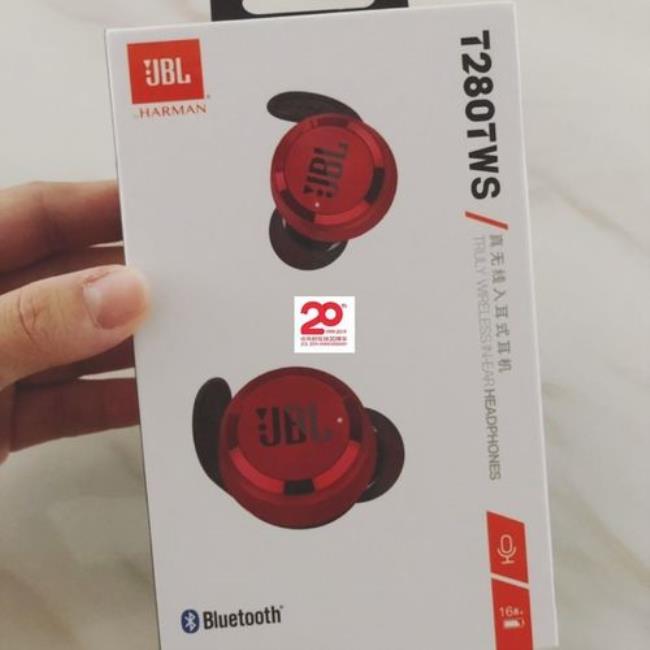 JBL
by HARMAN
T280TWS
真无线入耳式耳机
TRULY WIRELESS IN-EAR HEADPHONES
JBL
20th
JBL
Bluetooth®